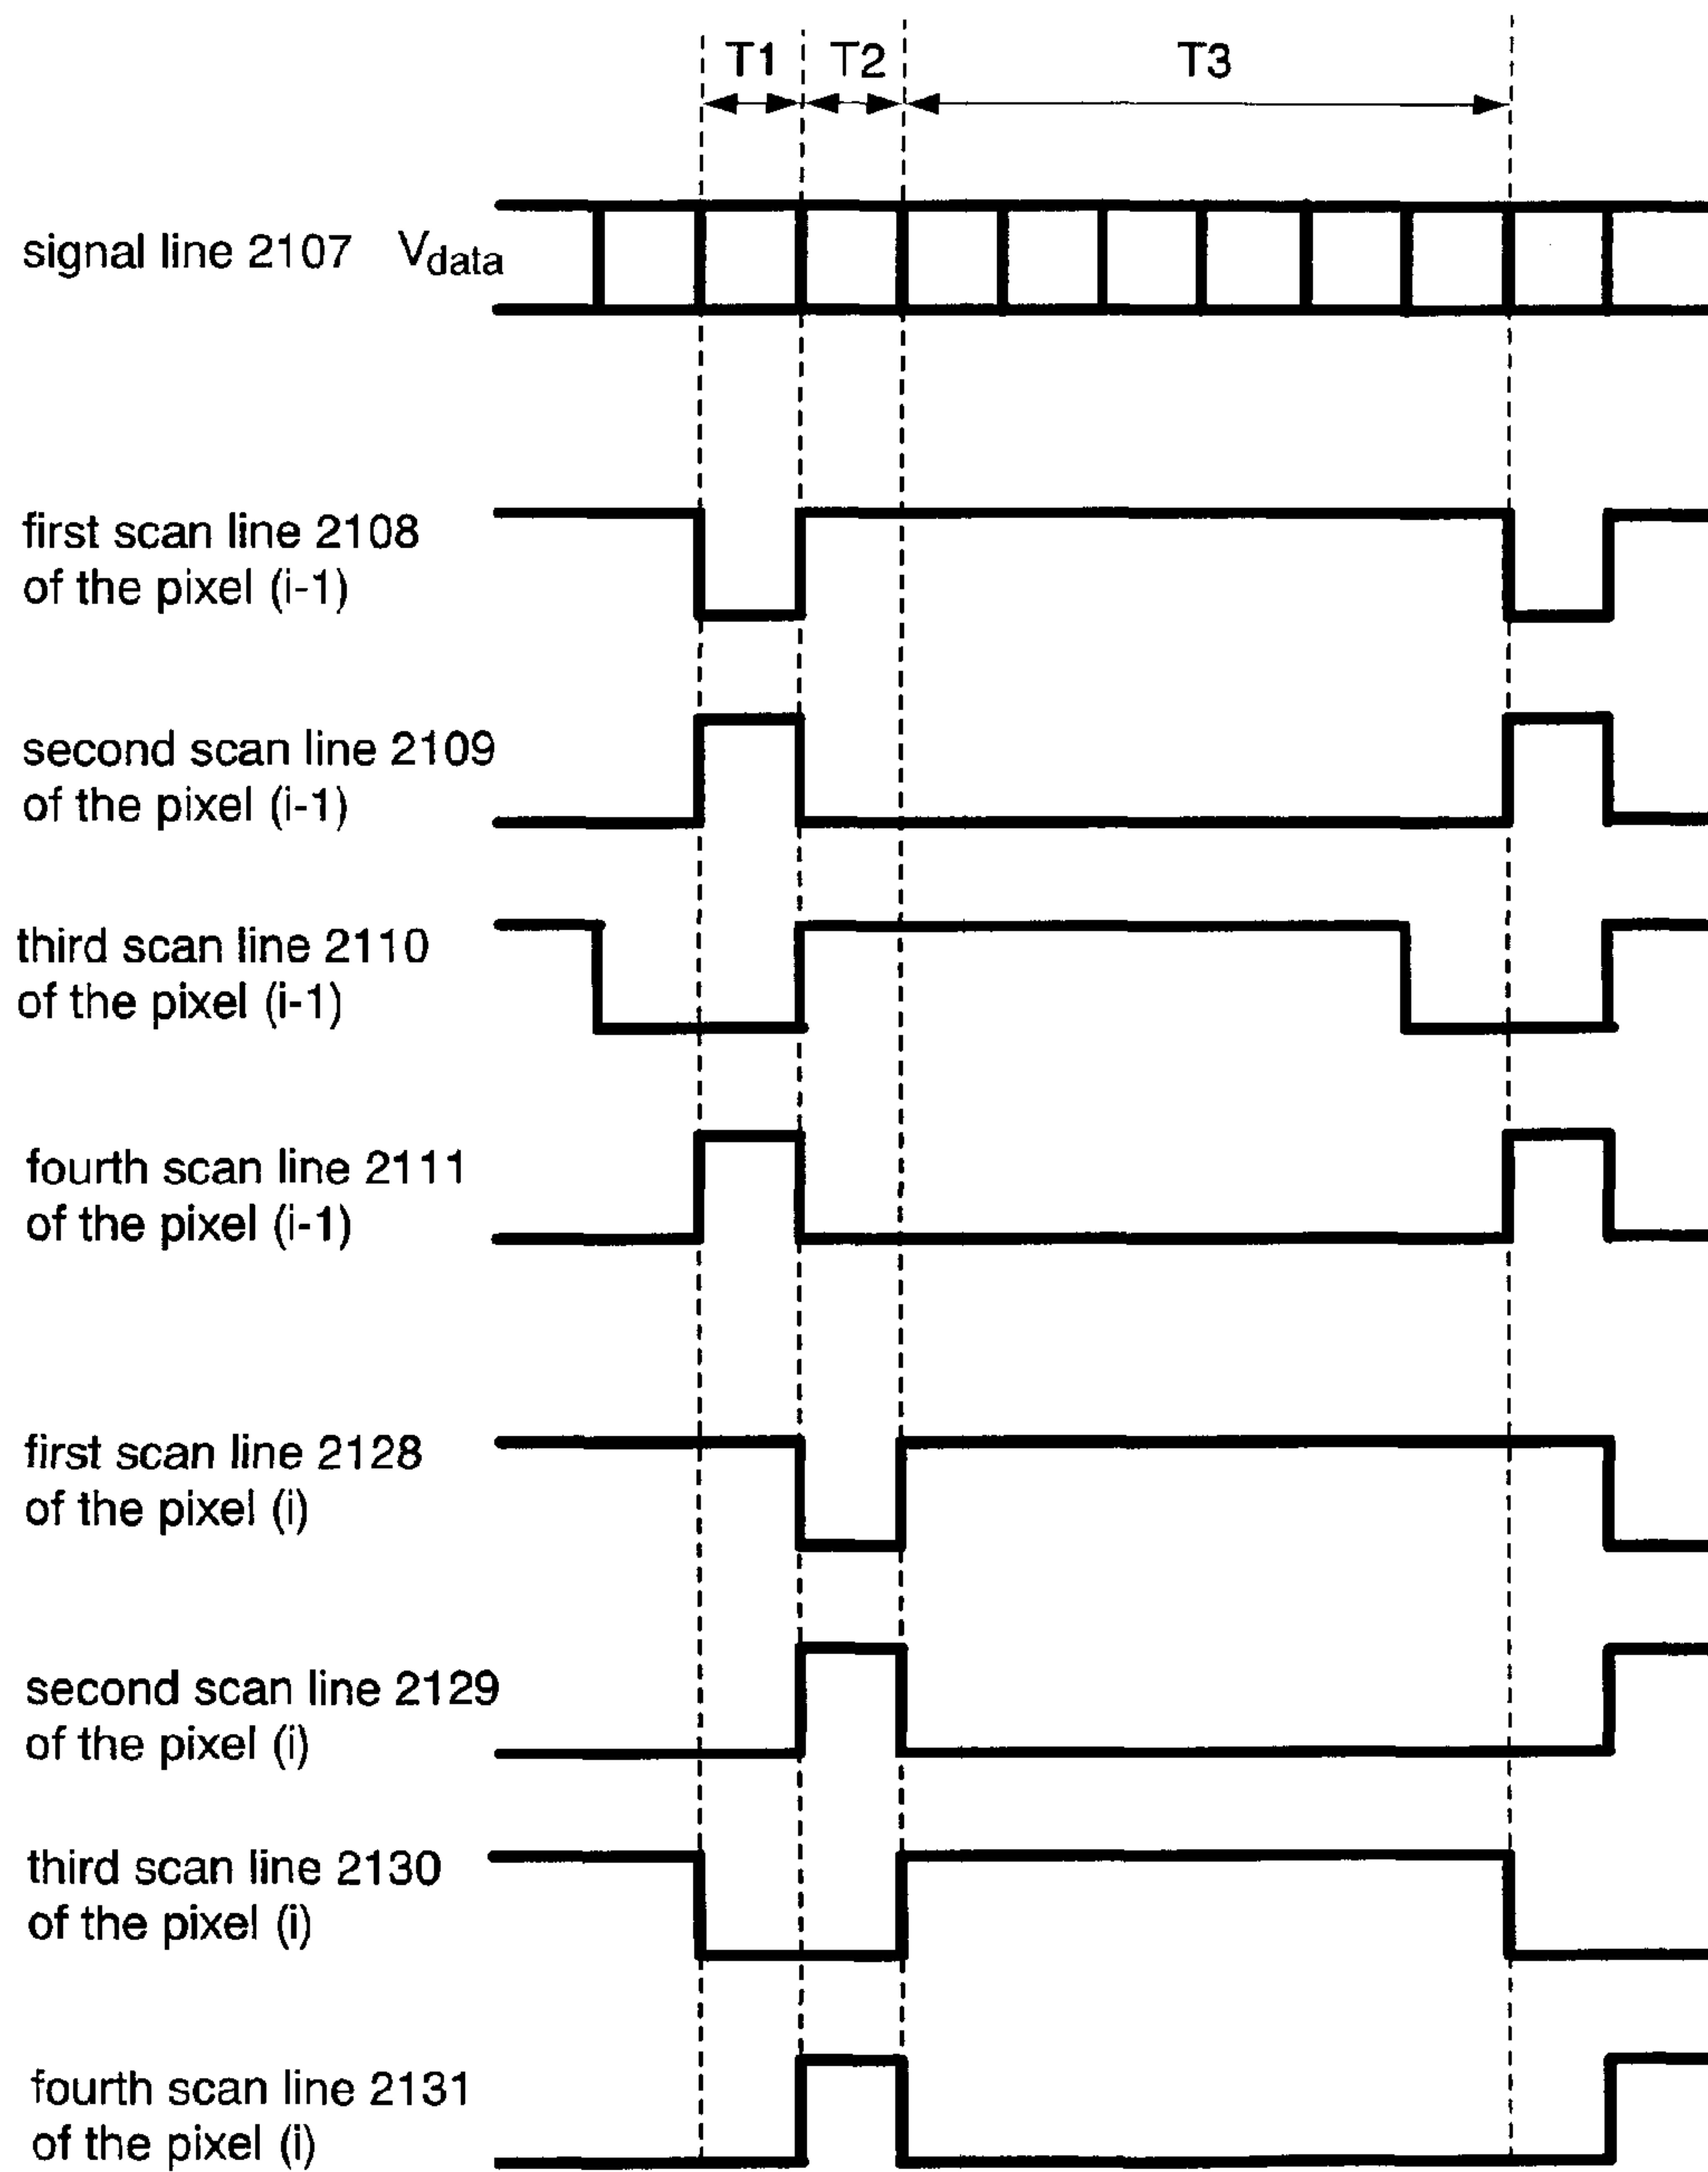 T1 T2 T3
signal line 2107 Vdata
first scan line 2108
of the pixel (i-1)
second scan line 2109
of the pixel (i-1)
third scan line 2110
of the pixel (i-1)
fourth scan line 2111
of the pixel (i-1)
first scan line 2128
of the pixel (i)
second scan line 2129
of the pixel (i)
third scan line 2130
of the pixel (i)
fourth scan line 2131
of the pixel (i)